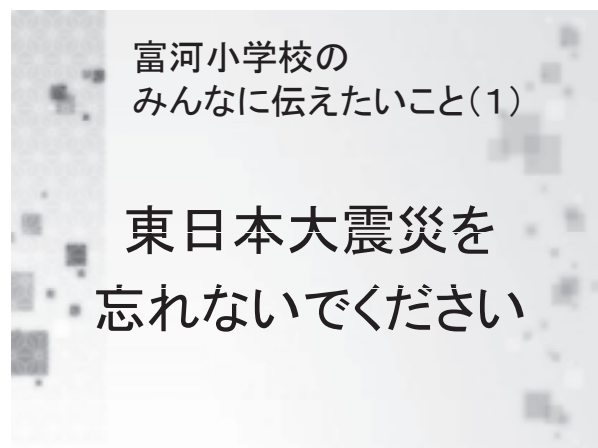 富河小学校の
みんなに伝えたいこと（１）
東日本大震災を
忘れないでください